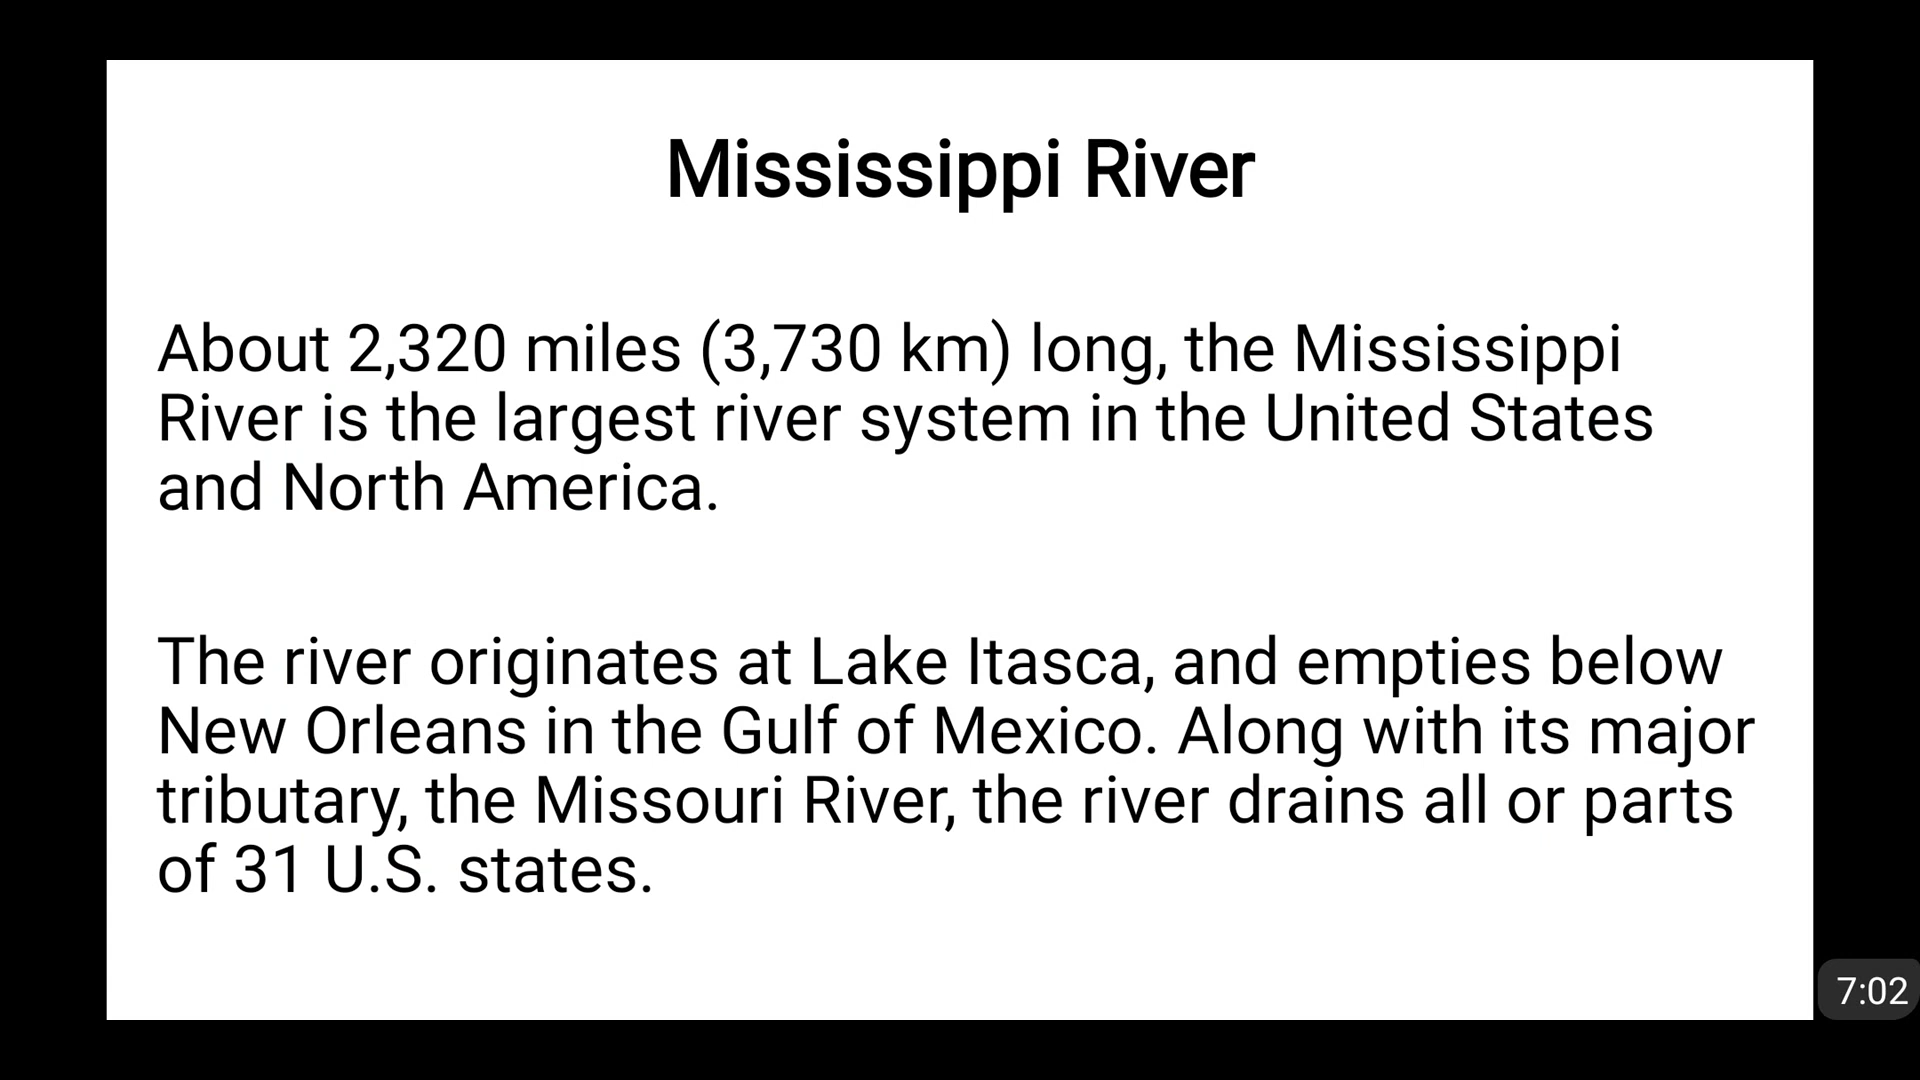 Mississippi River
About 2,320 miles (3,730 km) long, the Mississippi
River is the largest river system in the United States
and North America.
The river originates at Lake Itasca, and empties below
New Orleans in the Gulf of Mexico. Along with its major
tributary, the Missouri River, the river drains all or parts
of 31 U.S. states.
7:02